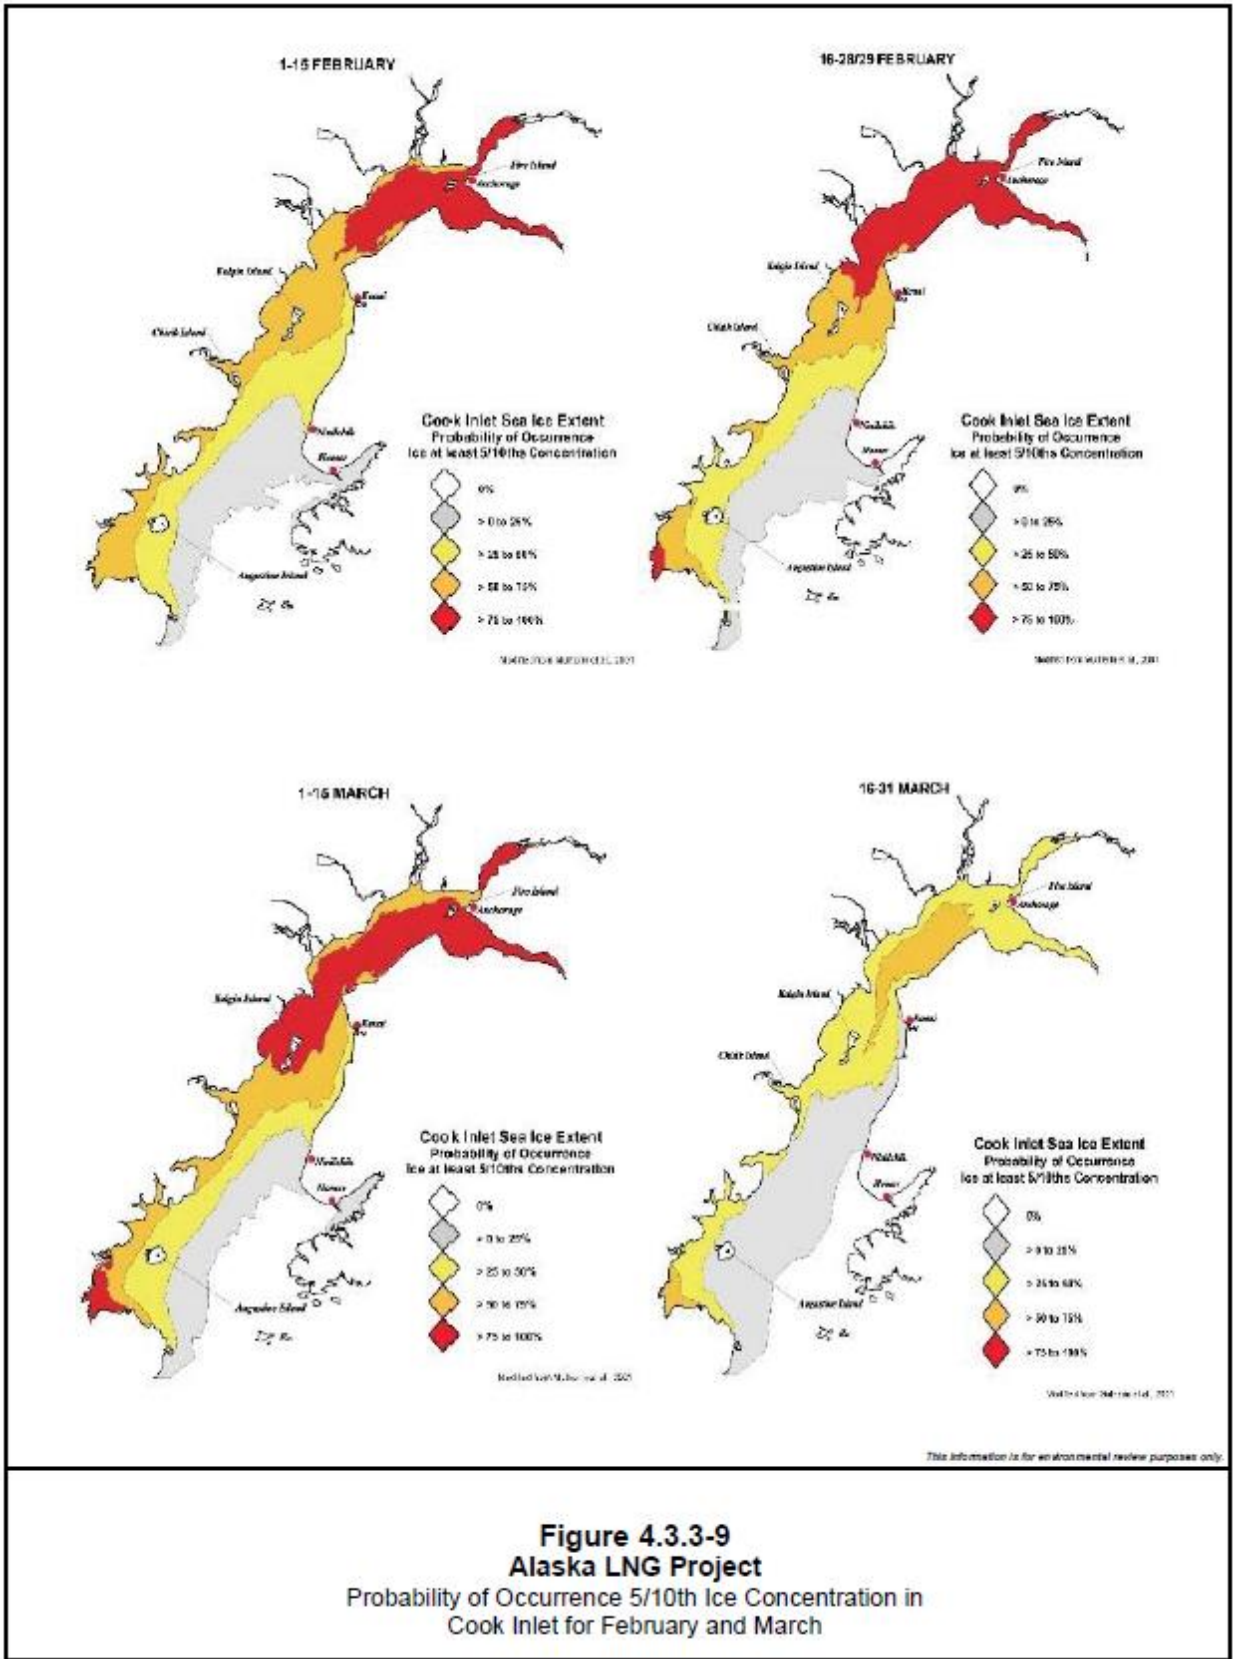 1-15 FEBRUARY
Fire Island
Anchorage
Kalgin Island
Kenai
Chisik Island
Ninilchik
Homer
Cook Inlet Sea Ice Extent
Probability of Occurrence
Ice at least 5/10ths Concentration
0%
> 0 to 25%
> 25 to 50%
> 50 to 75%
> 75 to 100%
Augustine Island
16-28/29 FEBRUARY
Fire Island
Anchorage
Kalgin Island
Kenai
Chisik Island
Homer
Cook Inlet Sea Ice Extent
Probability of Occurrence
Ice at least 5/10ths Concentration
0%
> 0 to 25%
> 25 to 50%
> 50 to 75%
> 75 to 100%
Augustine Island
1-15 MARCH
Fire Island
Anchorage
Kalgin Island
Kenai
Homer
Cook Inlet Sea Ice Extent
Probability of Occurrence
Ice at least 5/10ths Concentration
0%
> 0 to 25%
> 25 to 50%
> 50 to 75%
> 75 to 100%
Augustine Island
16-31 MARCH
Fire Island
Anchorage
Kalgin Island
Kenai
Chisik Island
Ninilchik
Homer
Cook Inlet Sea Ice Extent
Probability of Occurrence
Ice at least 5/10ths Concentration
0%
> 0 to 25%
> 25 to 50%
> 50 to 75%
> 75 to 100%
Augustine Island
This information is for environmental review purposes only.
Figure 4.3.3-9
Alaska LNG Project
Probability of Occurrence 5/10th Ice Concentration in
Cook Inlet for February and March